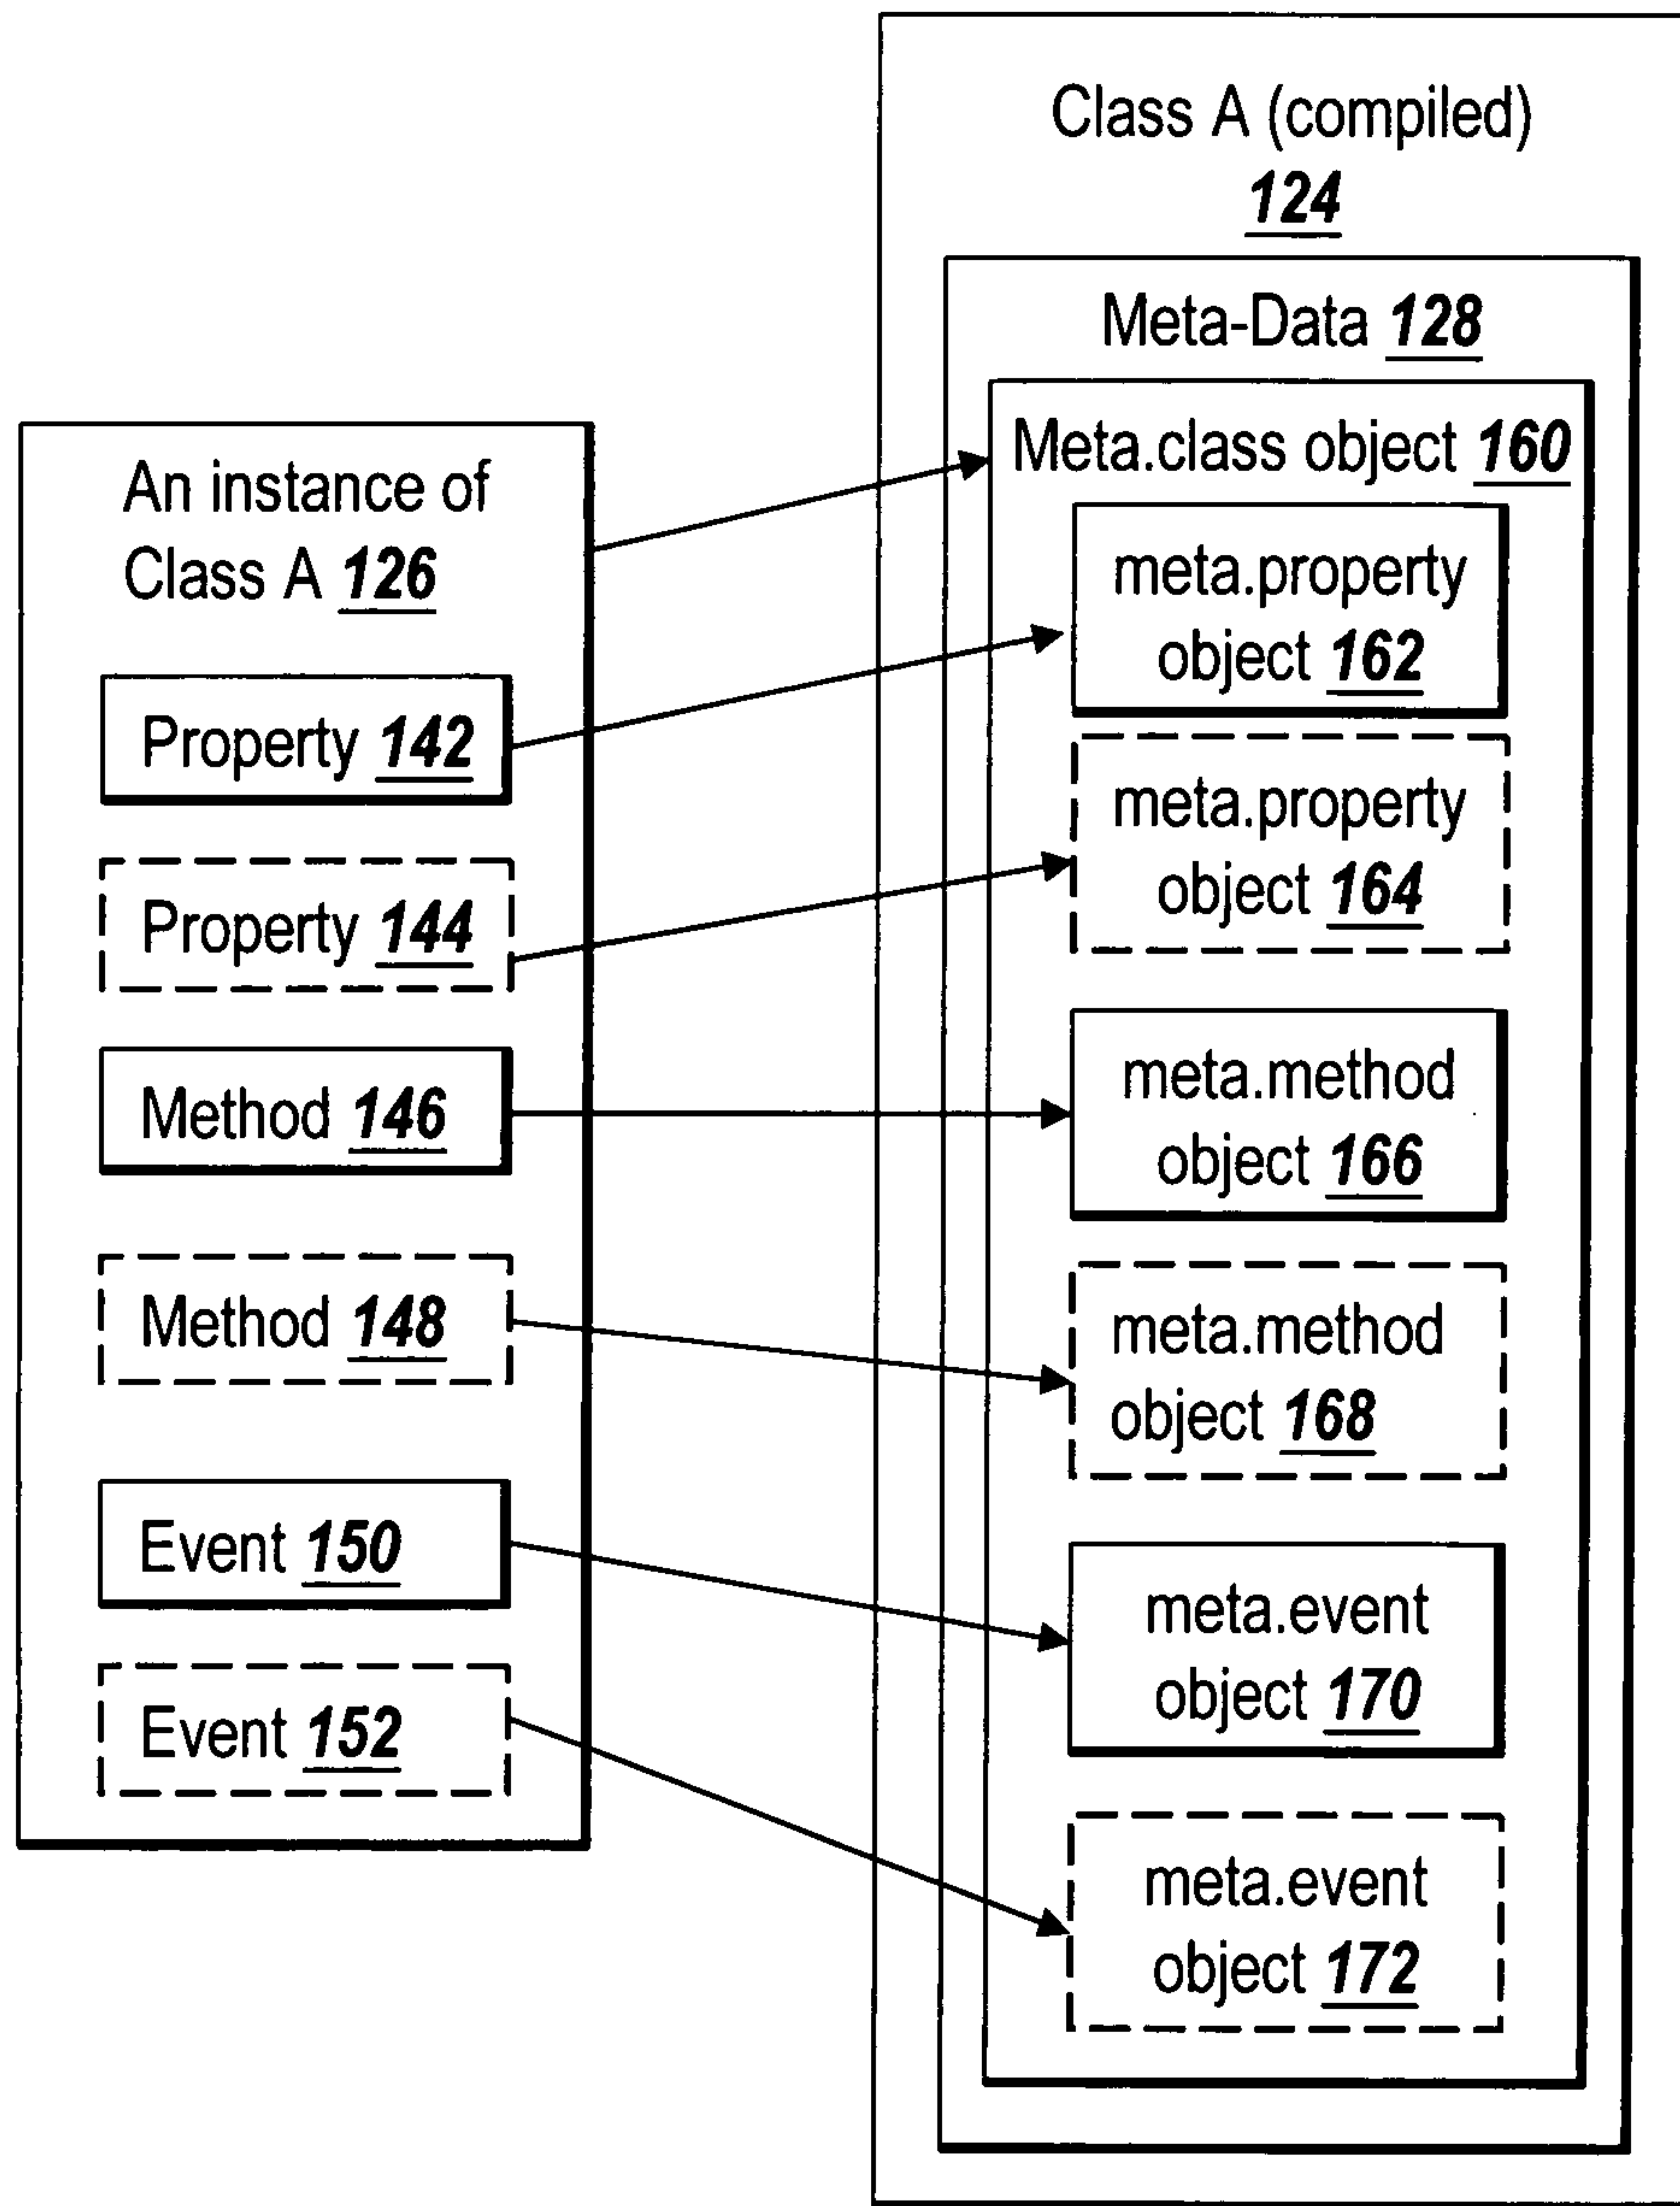 An instance of
Class A 126
Property 142
Property 144
Method 146
Method 148
Event 150
Event 152
Class A (compiled)
124
Meta-Data 128
Meta.class object 160
meta.property
object 162
meta.property
object 164
meta.method
object 166
meta.method
object 168
meta.event
object 170
meta.event
object 172